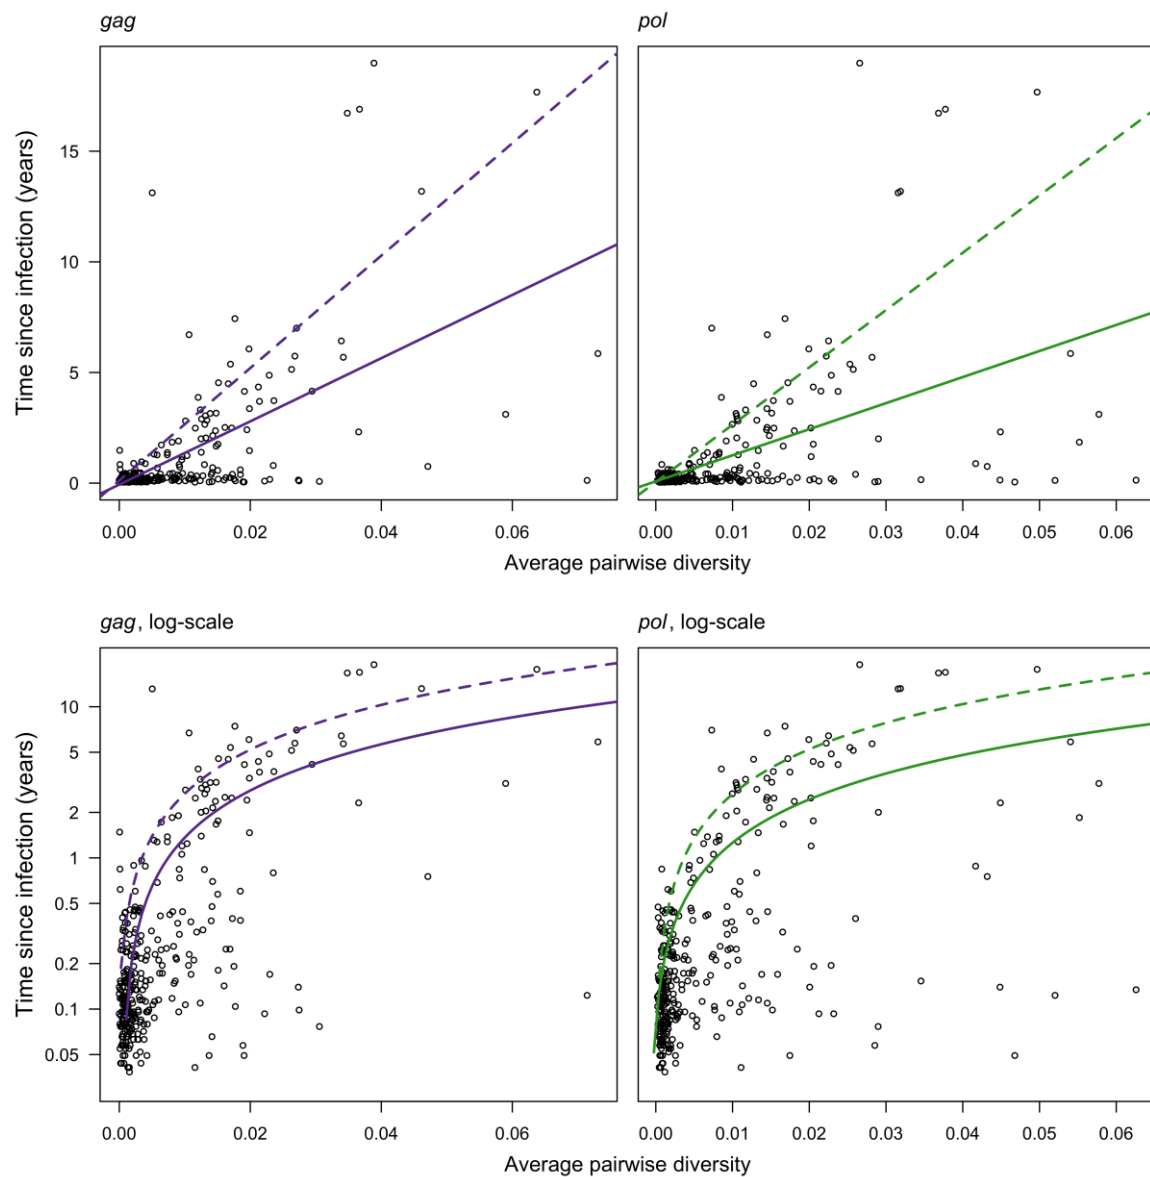 gag
pol
Time since infection (years)
15
10
5
0
0.00 0.02 0.04 0.06
0.00 0.01 0.02 0.03 0.04 0.05 0.06
Average pairwise diversity
gag, log-scale
pol, log-scale
Time since infection (years)
10
5
2
1
0.5
0.2
0.1
0.05
0.00 0.02 0.04 0.06
0.00 0.01 0.02 0.03 0.04 0.05 0.06
Average pairwise diversity